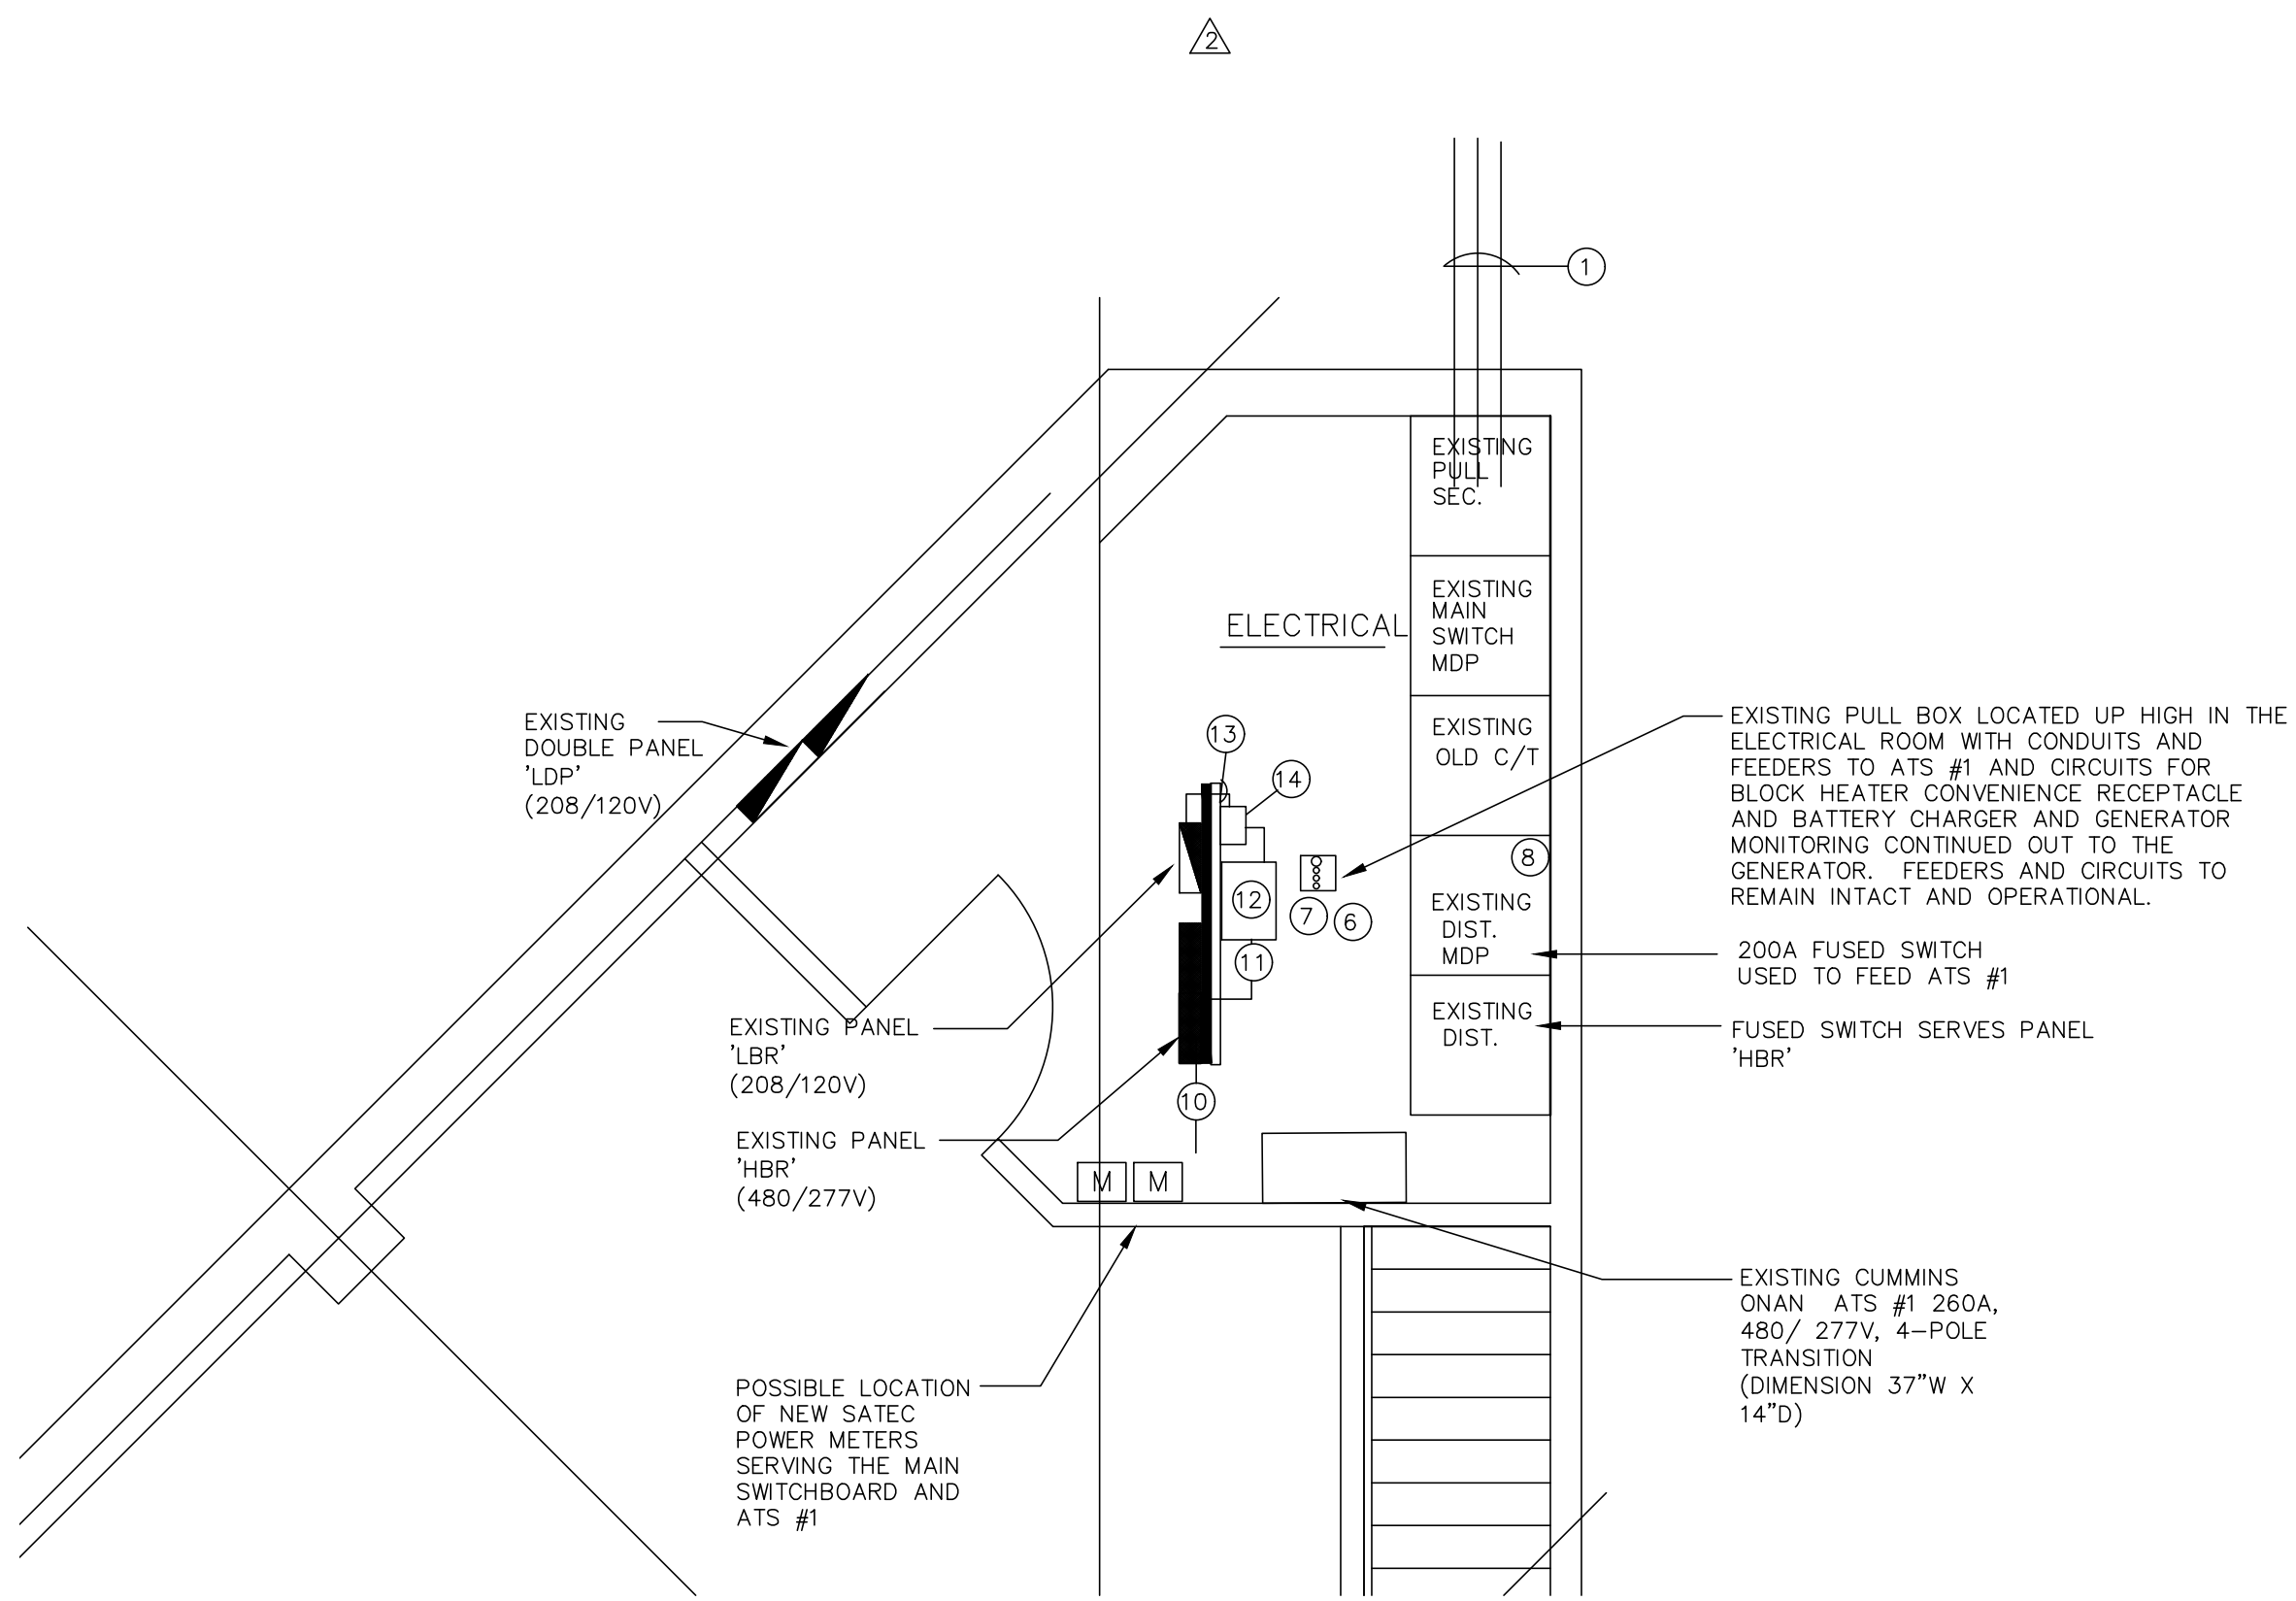 2
1
EXISTING
PULL
SEC.
EXISTING
MAIN
SWITCH
MDP
ELECTRICAL
EXISTING
OLD C/T
EXISTING
DOUBLE PANEL
'LDP'
(208/120V)
13
14
8
12
7
6
11
10
EXISTING
DIST.
MDP
EXISTING
DIST.
EXISTING PULL BOX LOCATED UP HIGH IN THE
ELECTRICAL ROOM WITH CONDUITS AND
FEEDERS TO ATS #1 AND CIRCUITS FOR
BLOCK HEATER CONVENIENCE RECEPTACLE
AND BATTERY CHARGER AND GENERATOR
MONITORING CONTINUED OUT TO THE
GENERATOR. FEEDERS AND CIRCUITS TO
REMAIN INTACT AND OPERATIONAL.
200A FUSED SWITCH
USED TO FEED ATS #1
FUSED SWITCH SERVES PANEL
'HBR'
EXISTING PANEL
'LBR'
(208/120V)
EXISTING PANEL
'HBR'
(480/277V)
M M
EXISTING CUMMINS
ONAN ATS #1 260A,
480/ 277V, 4-POLE
TRANSITION
(DIMENSION 37"W X
14"D)
POSSIBLE LOCATION
OF NEW SATEC
POWER METERS
SERVING THE MAIN
SWITCHBOARD AND
ATS #1